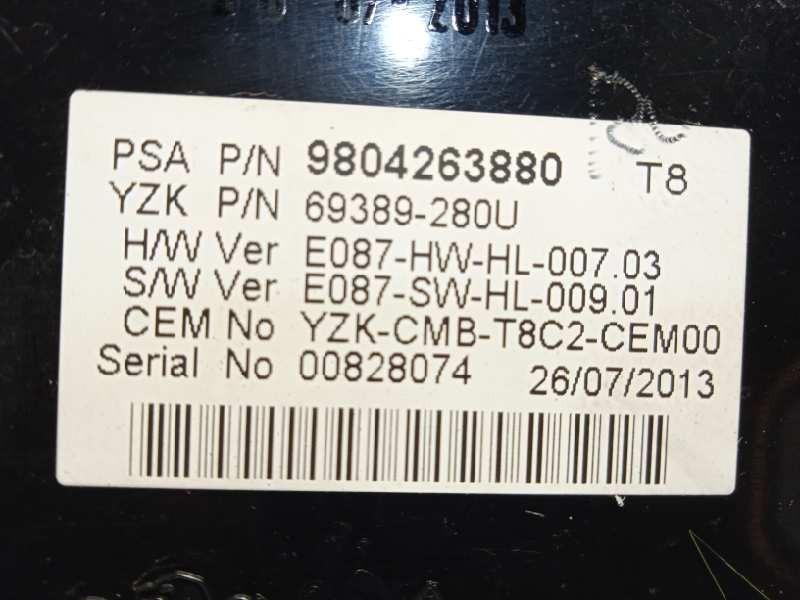 2013
PSA P/N 9804263880 T8
YZK P/N 69389-280U
H/W Ver E087-HW-HL-007.03
S/W Ver E087-SW-HL-009.01
CEM No YZK-CMB-T8C2-CEM00
Serial No 00828074 26/07/2013